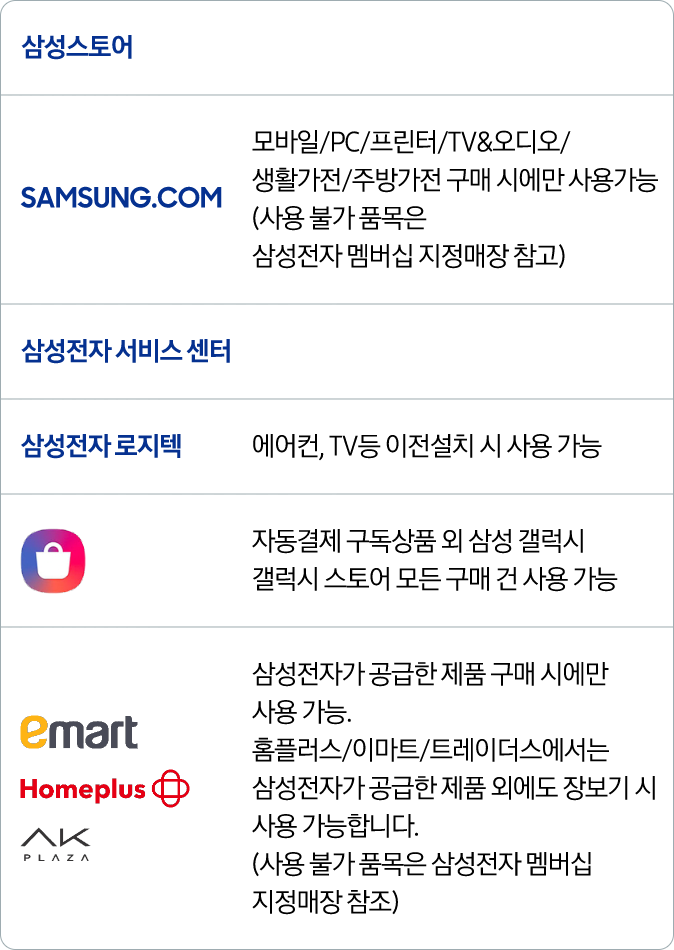 삼성스토어
SAMSUNG.COM
모바일/PC/프린터/TV&오디오/
생활가전/주방가전 구매 시에만 사용가능
(사용 불가 품목은
삼성전자 멤버십 지정매장 참고)
삼성전자 서비스 센터
삼성전자 로지텍
에어컨, TV등 이전설치 시 사용 가능
자동결제 구독상품 외 삼성 갤럭시
갤럭시 스토어 모든 구매 건 사용 가능
emart
Homeplus
AK
PLAZA
삼성전자가 공급한 제품 구매 시에만
사용 가능.
홈플러스/이마트/트레이더스에서는
삼성전자가 공급한 제품 외에도 장보기 시
사용 가능합니다.
(사용 불가 품목은 삼성전자 멤버십
지정매장 참조)